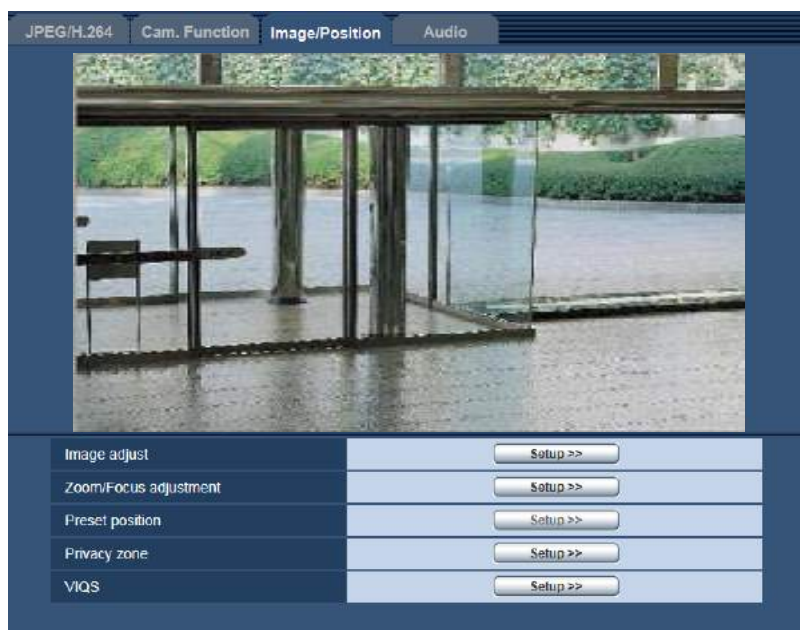 JPEG/H.264 Cam. Function Image/Position Audio
Image adjust Setup >>
Zoom/Focus adjustment Setup >>
Preset position Setup >>
Privacy zone Setup >>
VIQS Setup >>